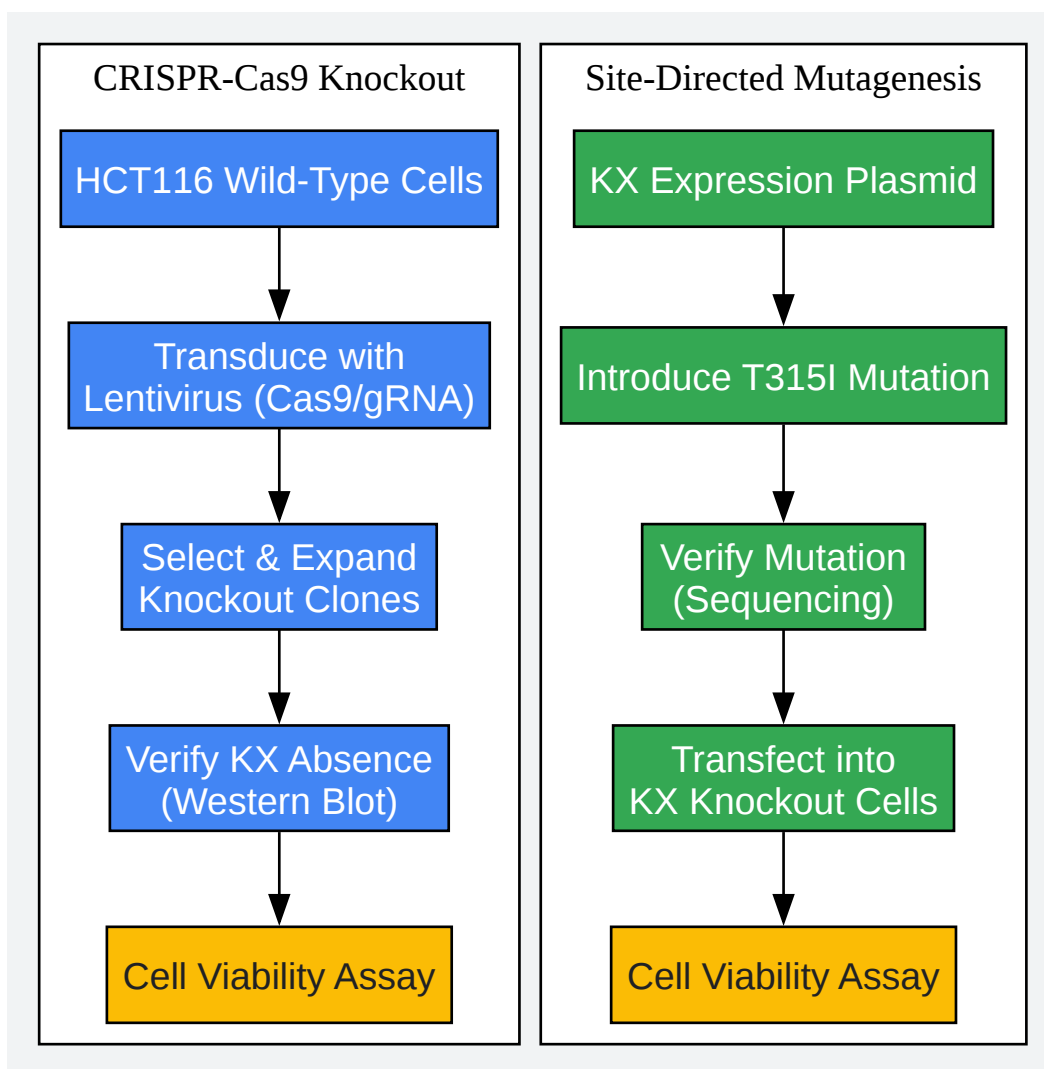 CRISPR-Cas9 Knockout
HCT116 Wild-Type Cells
Transduce with
Lentivirus (Cas9/gRNA)
Select & Expand
Knockout Clones
Verify KX Absence
(Western Blot)
Cell Viability Assay
Site-Directed Mutagenesis
KX Expression Plasmid
Introduce T315I Mutation
Verify Mutation
(Sequencing)
Transfect into
KX Knockout Cells
Cell Viability Assay